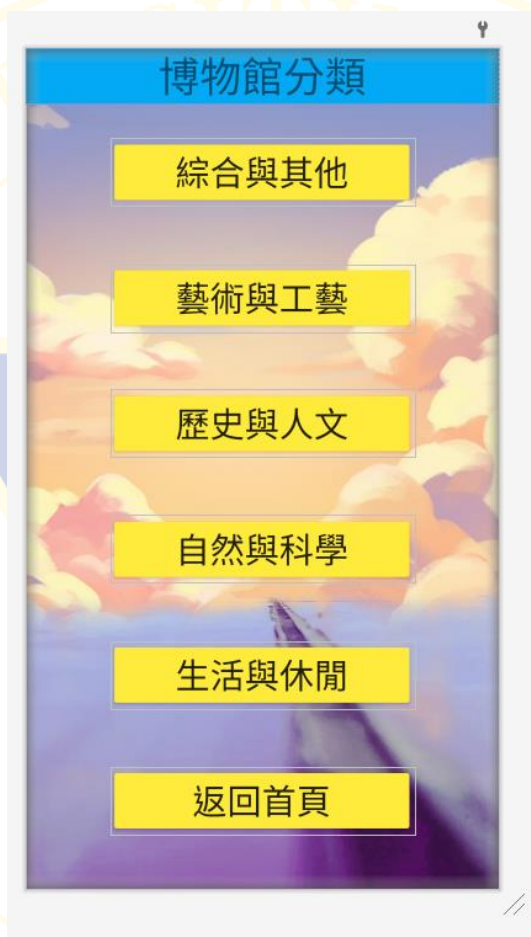 博物館分類
綜合與其他
藝術與工藝
歷史與人文
自然與科學
生活與休閒
返回首頁